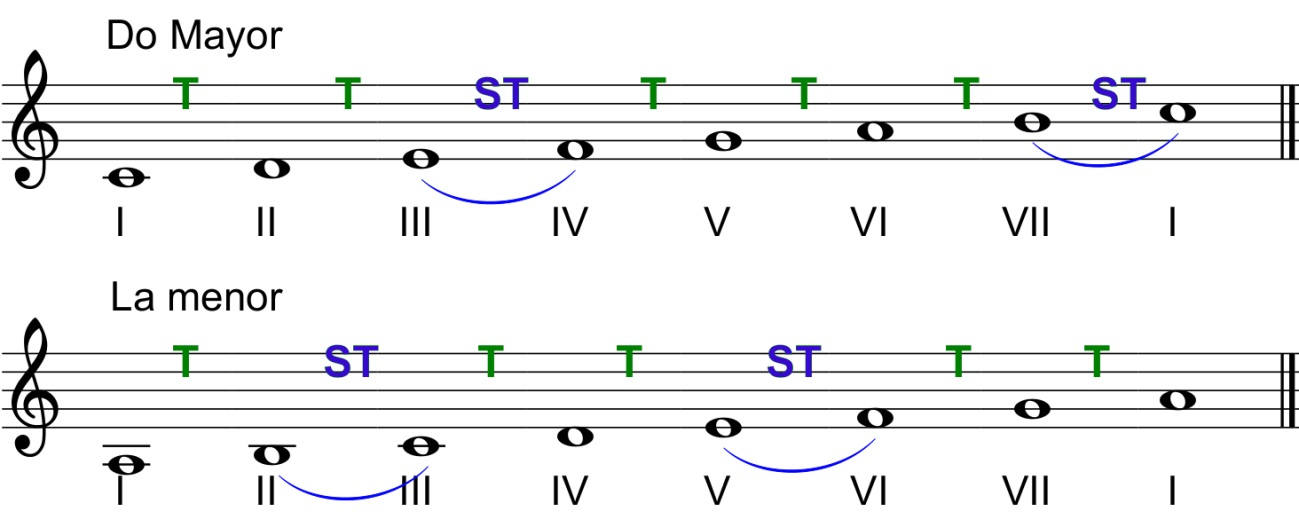 Do Mayor
T T ST T T T ST
I II III IV V VI VII I
La menor
T ST T T ST T T
I II III IV V VI VII I